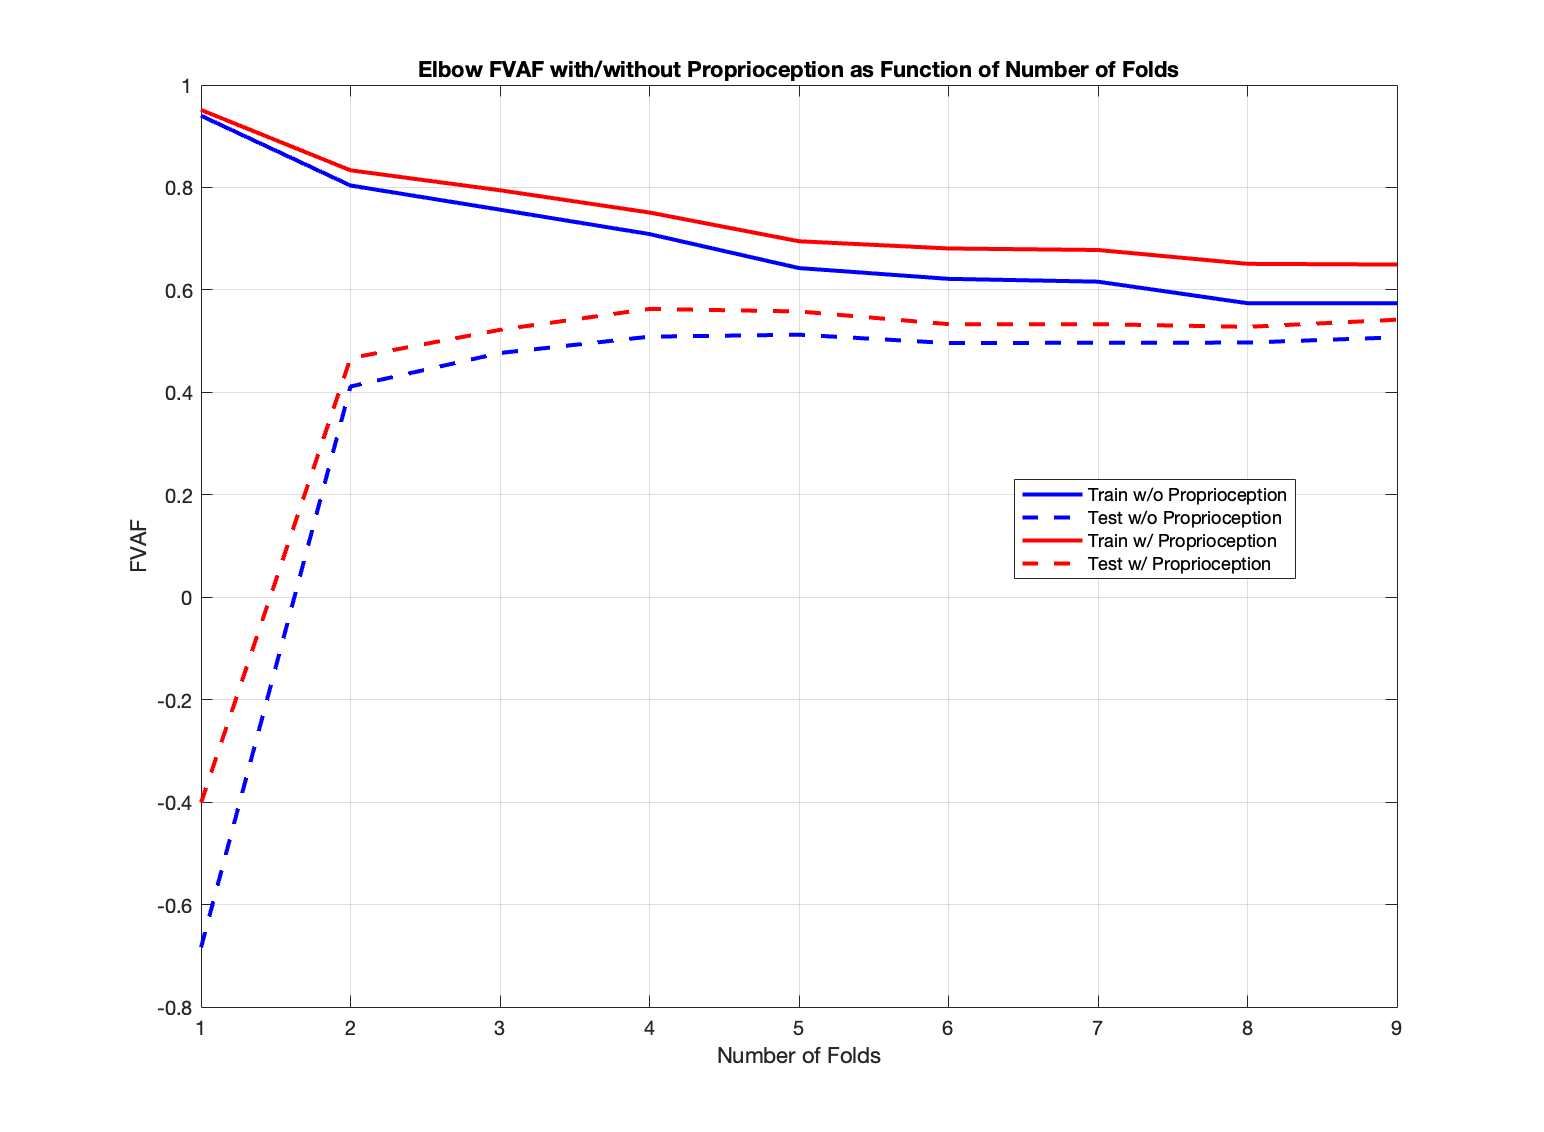 Elbow FVAF with/without Proprioception as Function of Number of Folds
1
0.8
0.6
0.4
0.2
0
-0.2
-0.4
-0.6
-0.8
FVAF
Train w/o Proprioception
Test w/o Proprioception
Train w/ Proprioception
Test w/ Proprioception
1 2 3 4 5 6 7 8 9
Number of Folds